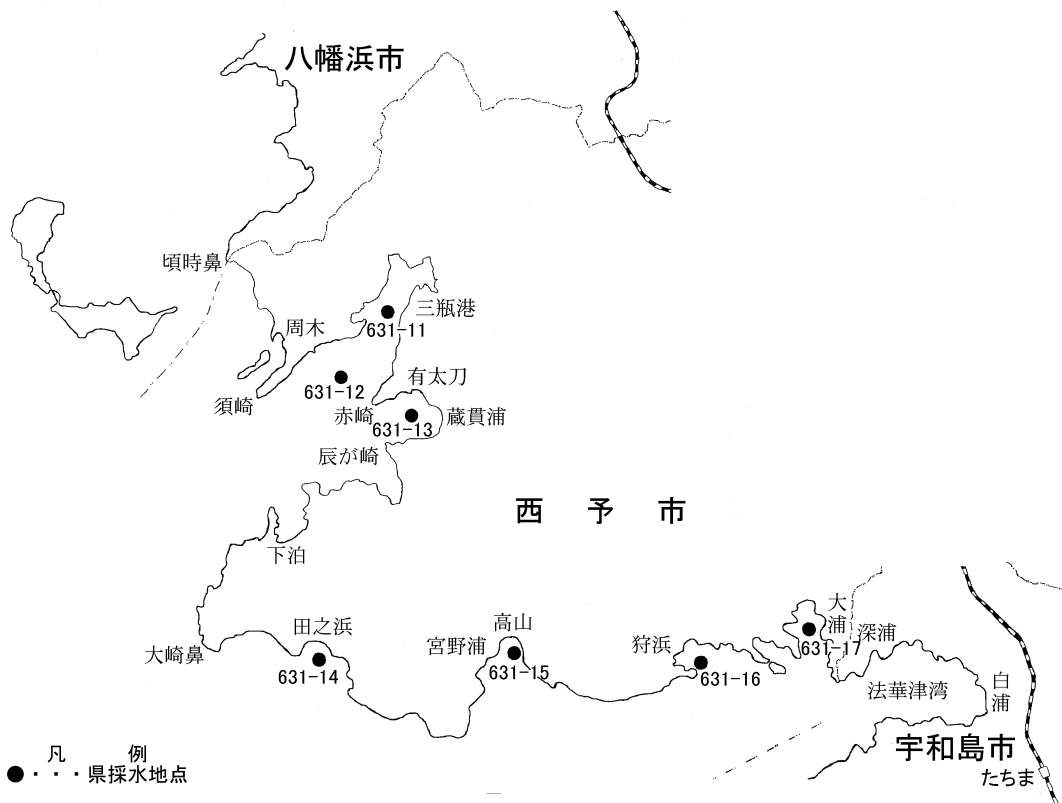 八幡浜市
頃時鼻
三瓶港
631-11
周木
有太刀
631-12
須崎
赤崎
631-13
蔵貫浦
辰が崎
西予市
下泊
大崎鼻
田之浜
631-14
高山
宮野浦
631-15
狩浜
631-16
大浦
631-17
深浦
法華津湾
白浦
宇和島市
たちま
凡例
●・・・県採水地点